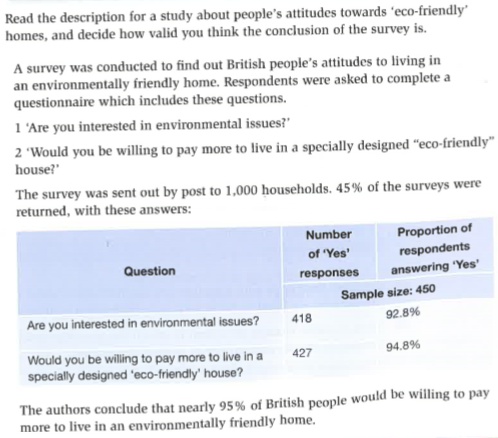 Read the description for a study about people's attitudes towards 'eco-friendly'
homes, and decide how valid you think the conclusion of the survey is.
A survey was conducted to find out British people's attitudes to living in
an environmentally friendly home. Respondents were asked to complete a
questionnaire which includes these questions.
1 'Are you interested in environmental issues?'
2 'Would you be willing to pay more to live in a specially designed "eco-friendly"
house?'
The survey was sent out by post to 1,000 households. 45% of the surveys were
returned, with these answers:
Question
Number
of 'Yes'
responses
Proportion of
respondents
answering 'Yes'
Sample size: 450
Are you interested in environmental issues?
418
92.8%
Would you be willing to pay more to live in a
specially designed 'eco-friendly' house?
427
94.8%
The authors conclude that nearly 95% of British people would be willing to pay
more to live in an environmentally friendly home.